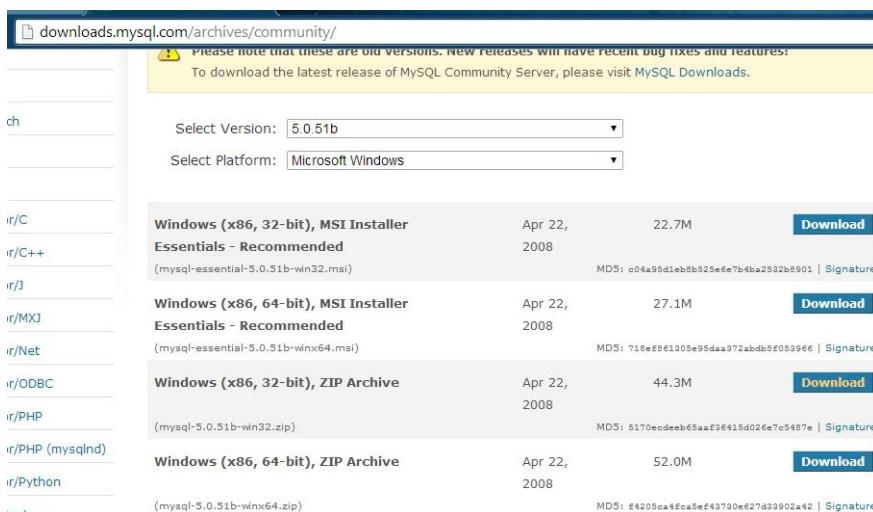 downloads.mysql.com/archives/community/
Please note that these are old versions. New releases will have recent bug fixes and features!
To download the latest release of MySQL Community Server, please visit MySQL Downloads.
ch
Select Version: 5.0.51b
Select Platform: Microsoft Windows
r/C
r/C++
r/J
r/MXJ
r/Net
r/ODBC
r/PHP
r/PHP (mysqlnd)
r/Python
Windows (x86, 32-bit), MSI Installer Apr 22, 22.7M Download
Essentials - Recommended 2008
(mysql-essential-5.0.51b-win32.msi) MD5: c04a95d1eb8b525e6e7b4ba2532b8901 | Signature
Windows (x86, 64-bit), MSI Installer Apr 22, 27.1M Download
Essentials - Recommended 2008
(mysql-essential-5.0.51b-winx64.msi) MD5: 718ef861305e95daa372abdb5f053966 | Signature
Windows (x86, 32-bit), ZIP Archive Apr 22, 44.3M Download
2008
(mysql-5.0.51b-win32.zip) MD5: 5170ecdeeb65aaf36415d026e7c5487e | Signature
Windows (x86, 64-bit), ZIP Archive Apr 22, 52.0M Download
2008
(mysql-5.0.51b-winx64.zip) MD5: f4205ca4fca5ef43730e627d33902a42 | Signature